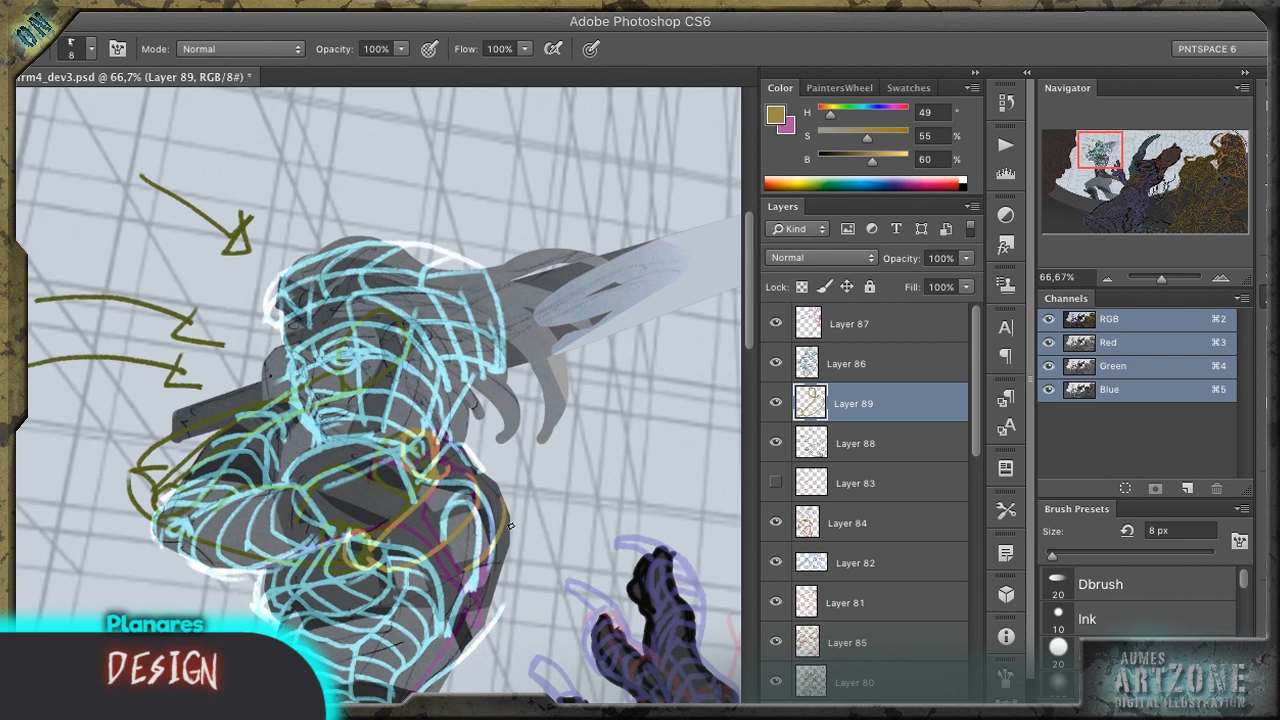 Adobe Photoshop CS6
8
Mode: Normal
Opacity: 100%
Flow: 100%
PNTSPACE 6
rm4_dev3.psd @ 66,7% (Layer 89, RGB/8#) *
Color
PaintersWheel
Swatches
H
49
°
S
55
%
B
60
%
Layers
Kind
Normal
Opacity: 100%
Lock:
Fill: 100%
Layer 87
Layer 86
Layer 89
Layer 88
Layer 83
Layer 84
Layer 82
Layer 81
Layer 85
Layer 80
Navigator
66,67%
Channels
RGB
⌘2
Red
⌘3
Green
⌘4
Blue
⌘5
Brush Presets
Size:
8 px
20
Dbrush
10
Ink
20
Planares
DESIGN
AUMES
ARTZONE
DIGITAL ILLUSTRATION